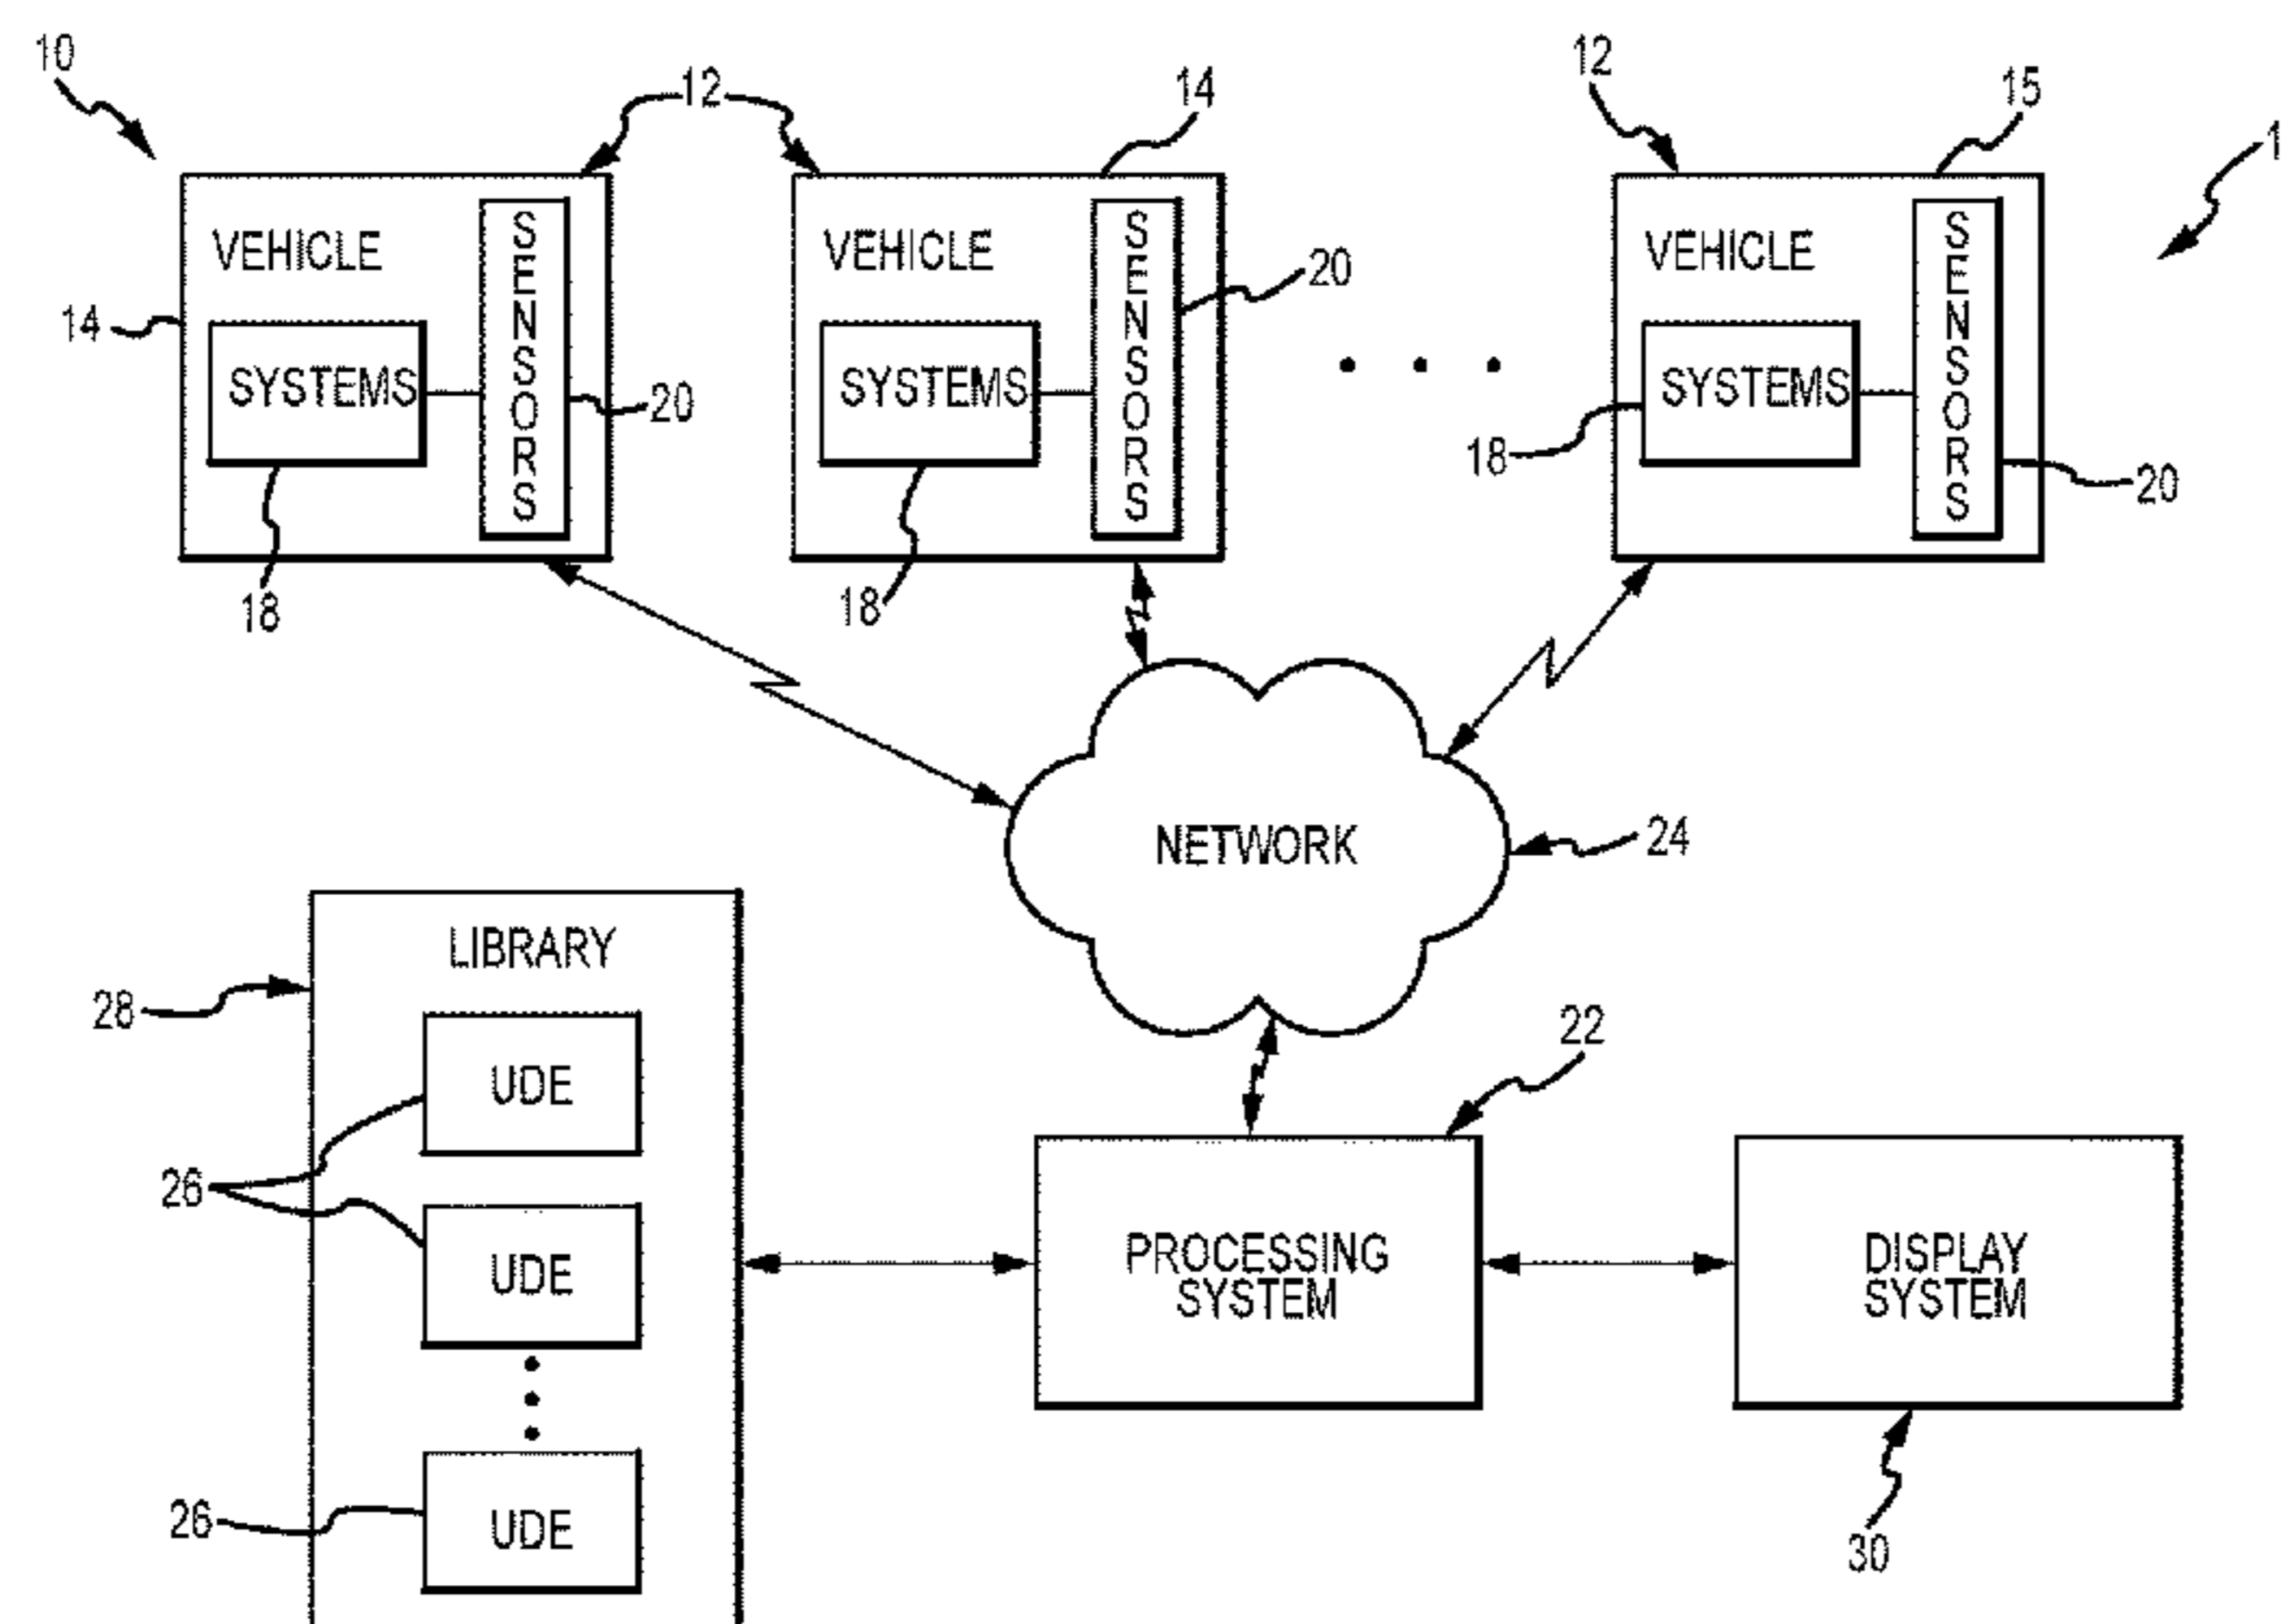 10
12
14
12
15
1
VEHICLE
SENSORS
14
SYSTEMS
20
18
VEHICLE
SENSORS
20
SYSTEMS
18
VEHICLE
SENSORS
SYSTEMS
18
20
NETWORK
24
LIBRARY
28
UDE
26
UDE
26
UDE
22
PROCESSING
SYSTEM
DISPLAY
SYSTEM
30